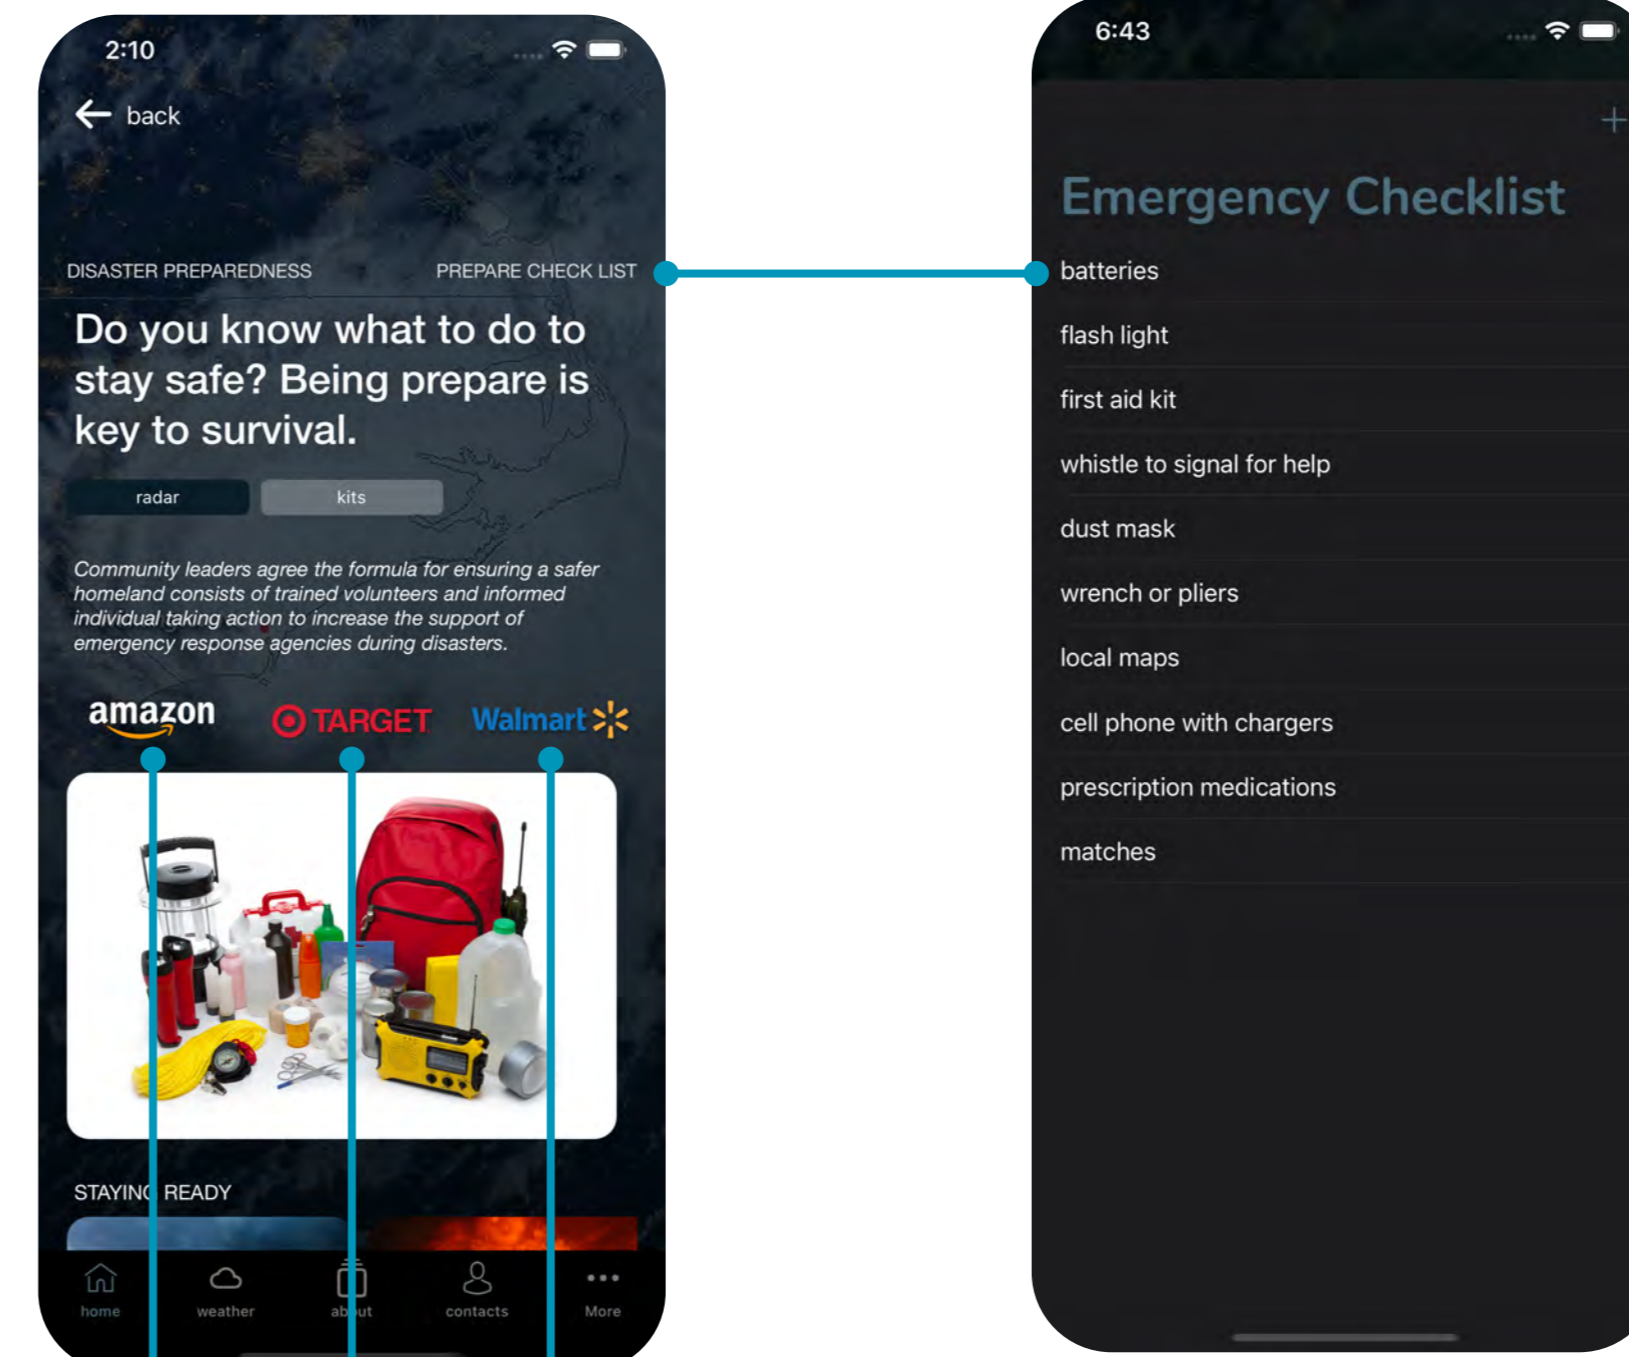 2:10
back
DISASTER PREPAREDNESS
PREPARE CHECK LIST
Do you know what to do to
stay safe? Being prepare is
key to survival.
radar
kits
Community leaders agree the formula for ensuring a safer
homeland consists of trained volunteers and informed
individual taking action to increase the support of
emergency response agencies during disasters.
amazon
TARGET
Walmart
STAYING READY
home
weather
about
contacts
More
6:43
Emergency Checklist
batteries
flash light
first aid kit
whistle to signal for help
dust mask
wrench or pliers
local maps
cell phone with chargers
prescription medications
matches